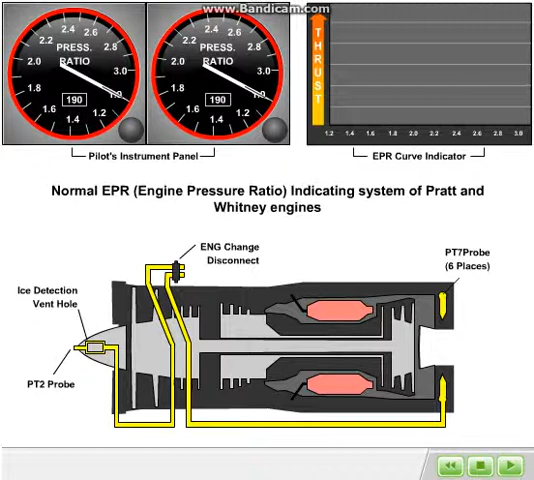 www.Bandicam.com
2.4 2.6
2.2 PRESS. 2.8
2.0 RATIO 3.0
1.8 190 1.0
1.6 1.4 1.2
2.4 2.6
2.2 PRESS. 2.8
2.0 RATIO 3.0
1.8 190 1.0
1.6 1.4 1.2
THRUST
1.2 1.4 1.6 1.8 2.0 2.2 2.4 2.6 2.8 3.0
Pilot's Instrument Panel
EPR Curve Indicator
Normal EPR (Engine Pressure Ratio) Indicating system of Pratt and
Whitney engines
ENG Change
Disconnect
PT7Probe
(6 Places)
Ice Detection
Vent Hole
PT2 Probe